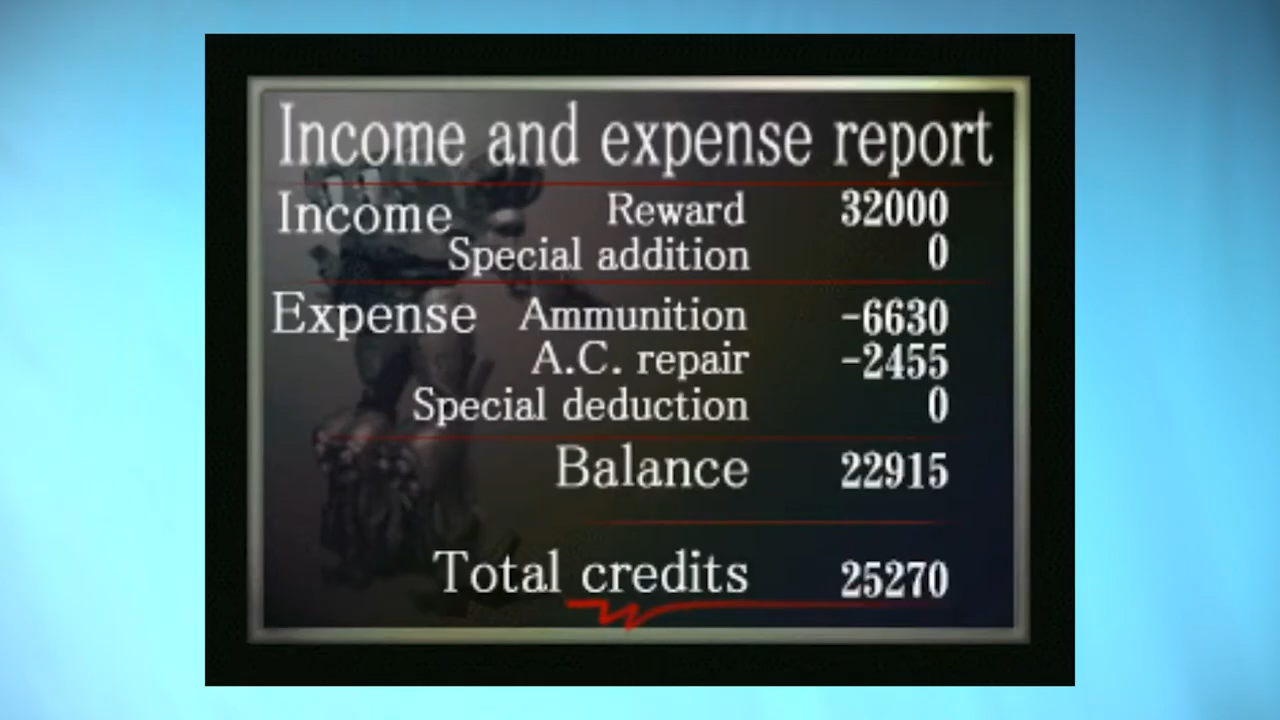 Income and expense report
Income Reward 32000
Special addition 0
Expense Ammunition -6630
A.C. repair -2455
Special deduction 0
Balance 22915
Total credits 25270